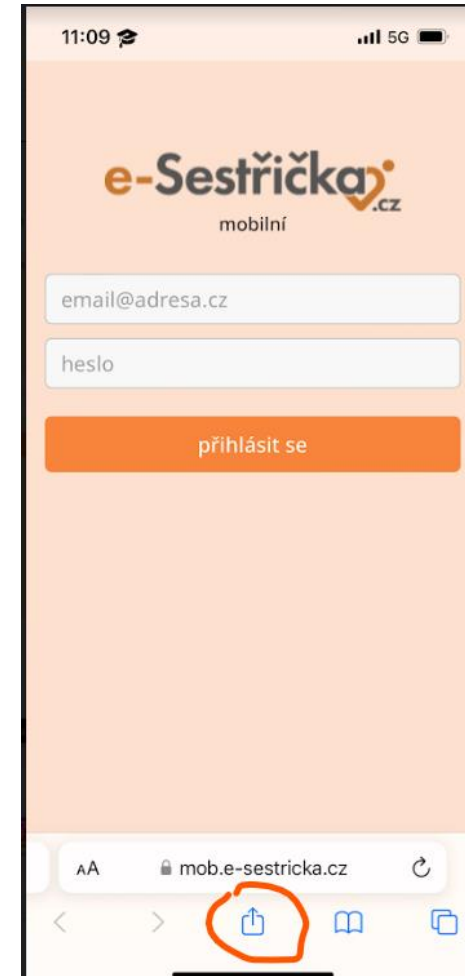 11:09 5G
e-Sestřička.cz
mobilní
email@adresa.cz
heslo
přihlásit se
AA mob.e-sestricka.cz